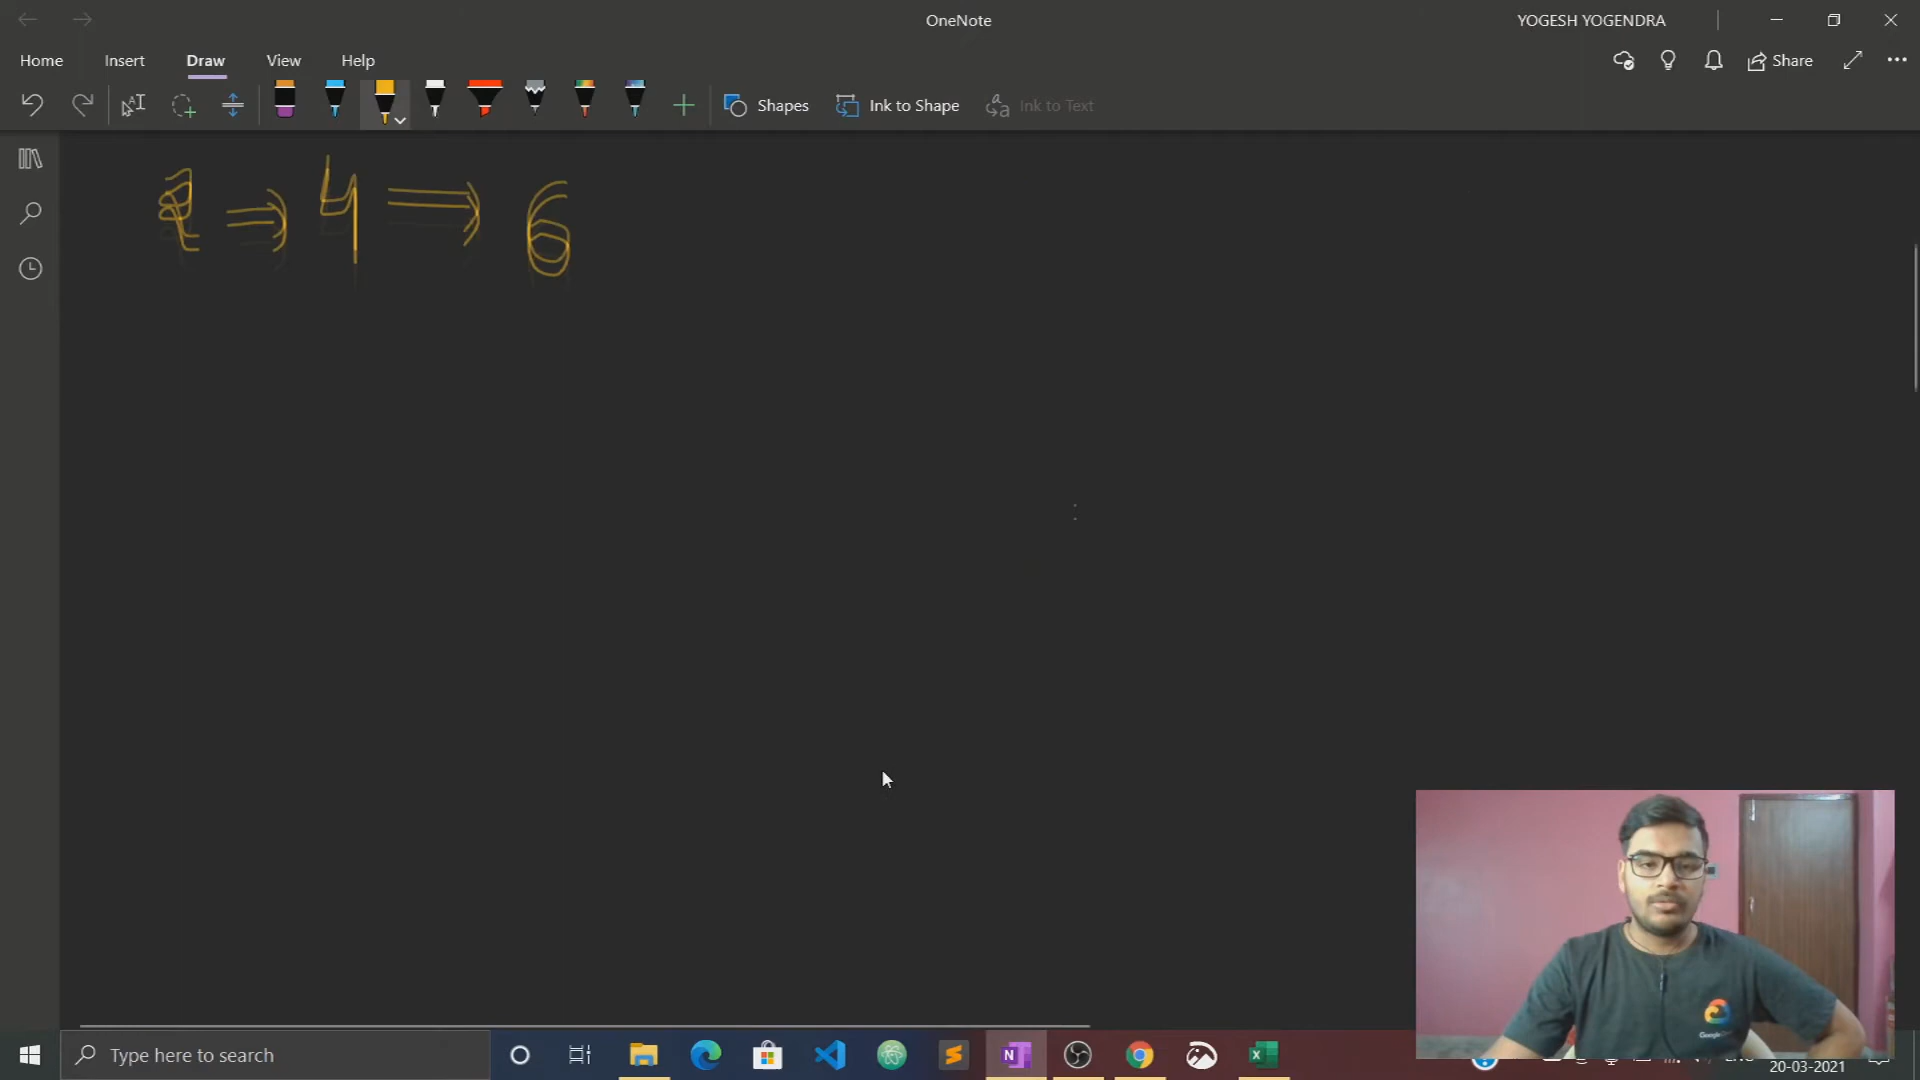 OneNote
YOGESH YOGENDRA
Home Insert Draw View Help
Share
Shapes Ink to Shape Ink to Text
2 ⇒ 4 ⇒ 6
Type here to search
20-03-2021